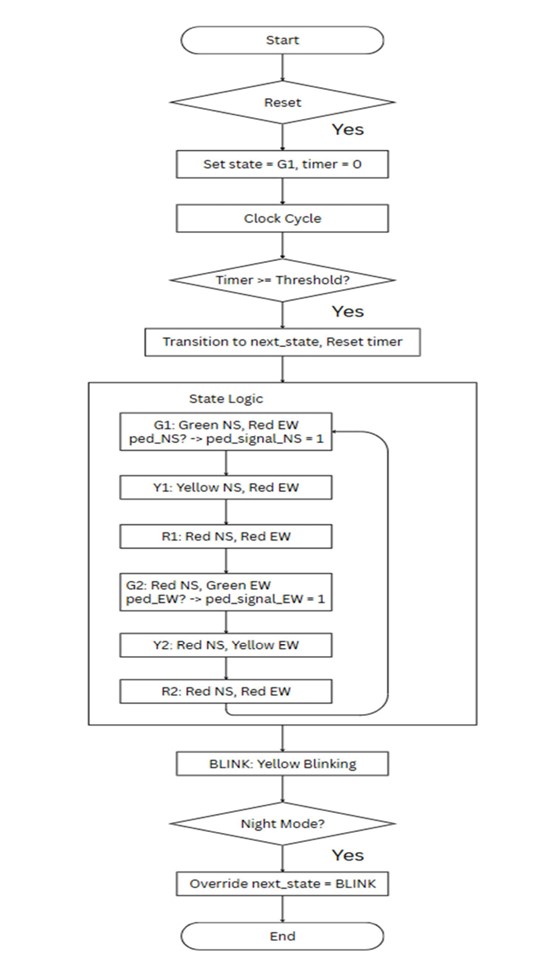 Start
Reset
Yes
Set state = G1, timer = 0
Clock Cycle
Timer >= Threshold?
Yes
Transition to next_state, Reset timer
State Logic
G1: Green NS, Red EW
ped_NS? -> ped_signal_NS = 1
Y1: Yellow NS, Red EW
R1: Red NS, Red EW
G2: Red NS, Green EW
ped_EW? -> ped_signal_EW = 1
Y2: Red NS, Yellow EW
R2: Red NS, Red EW
BLINK: Yellow Blinking
Night Mode?
Yes
Override next_state = BLINK
End